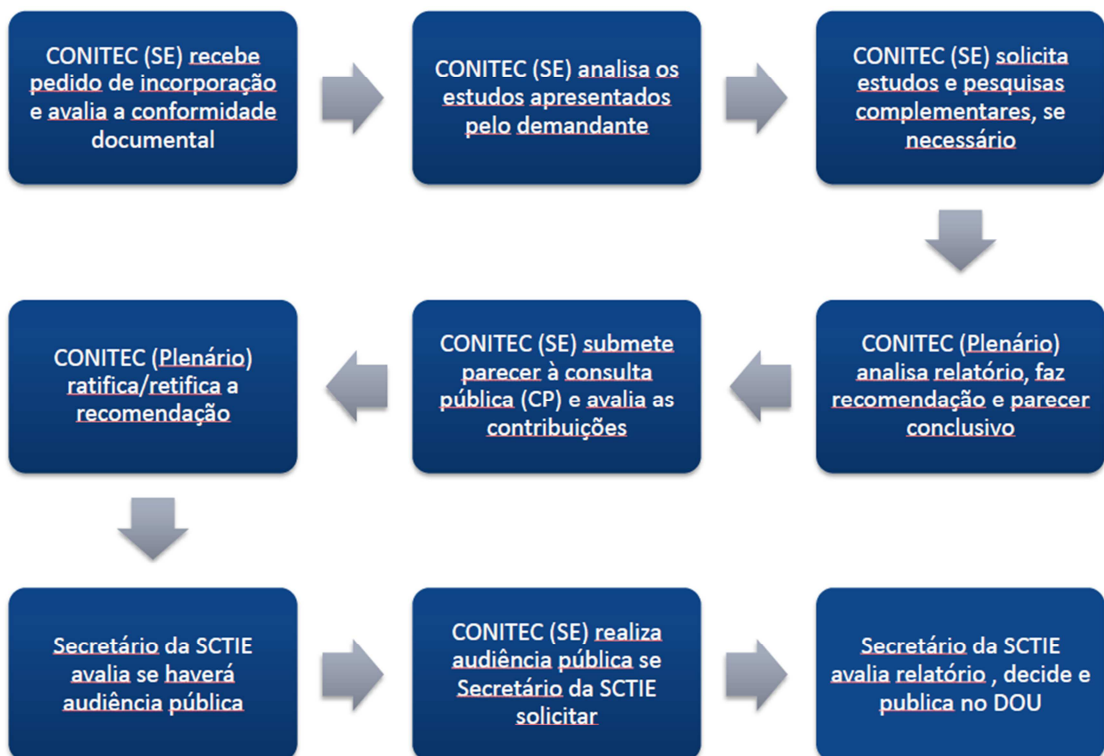 CONITEC (SE) recebe
pedido de incorporação
e avalia a conformidade
documental
CONITEC (SE) analisa os
estudos apresentados
pelo demandante
CONITEC (SE) solicita
estudos e pesquisas
complementares, se
necessário
CONITEC (Plenário)
analisa relatório, faz
recomendação e parecer
conclusivo
CONITEC (SE) submete
parecer à consulta
pública (CP) e avalia as
contribuições
CONITEC (Plenário)
ratifica/retifica a
recomendação
Secretário da SCTIE
avalia se haverá
audiência pública
CONITEC (SE) realiza
audiência pública se
Secretário da SCTIE
solicitar
Secretário da SCTIE
avalia relatório , decide e
publica no DOU